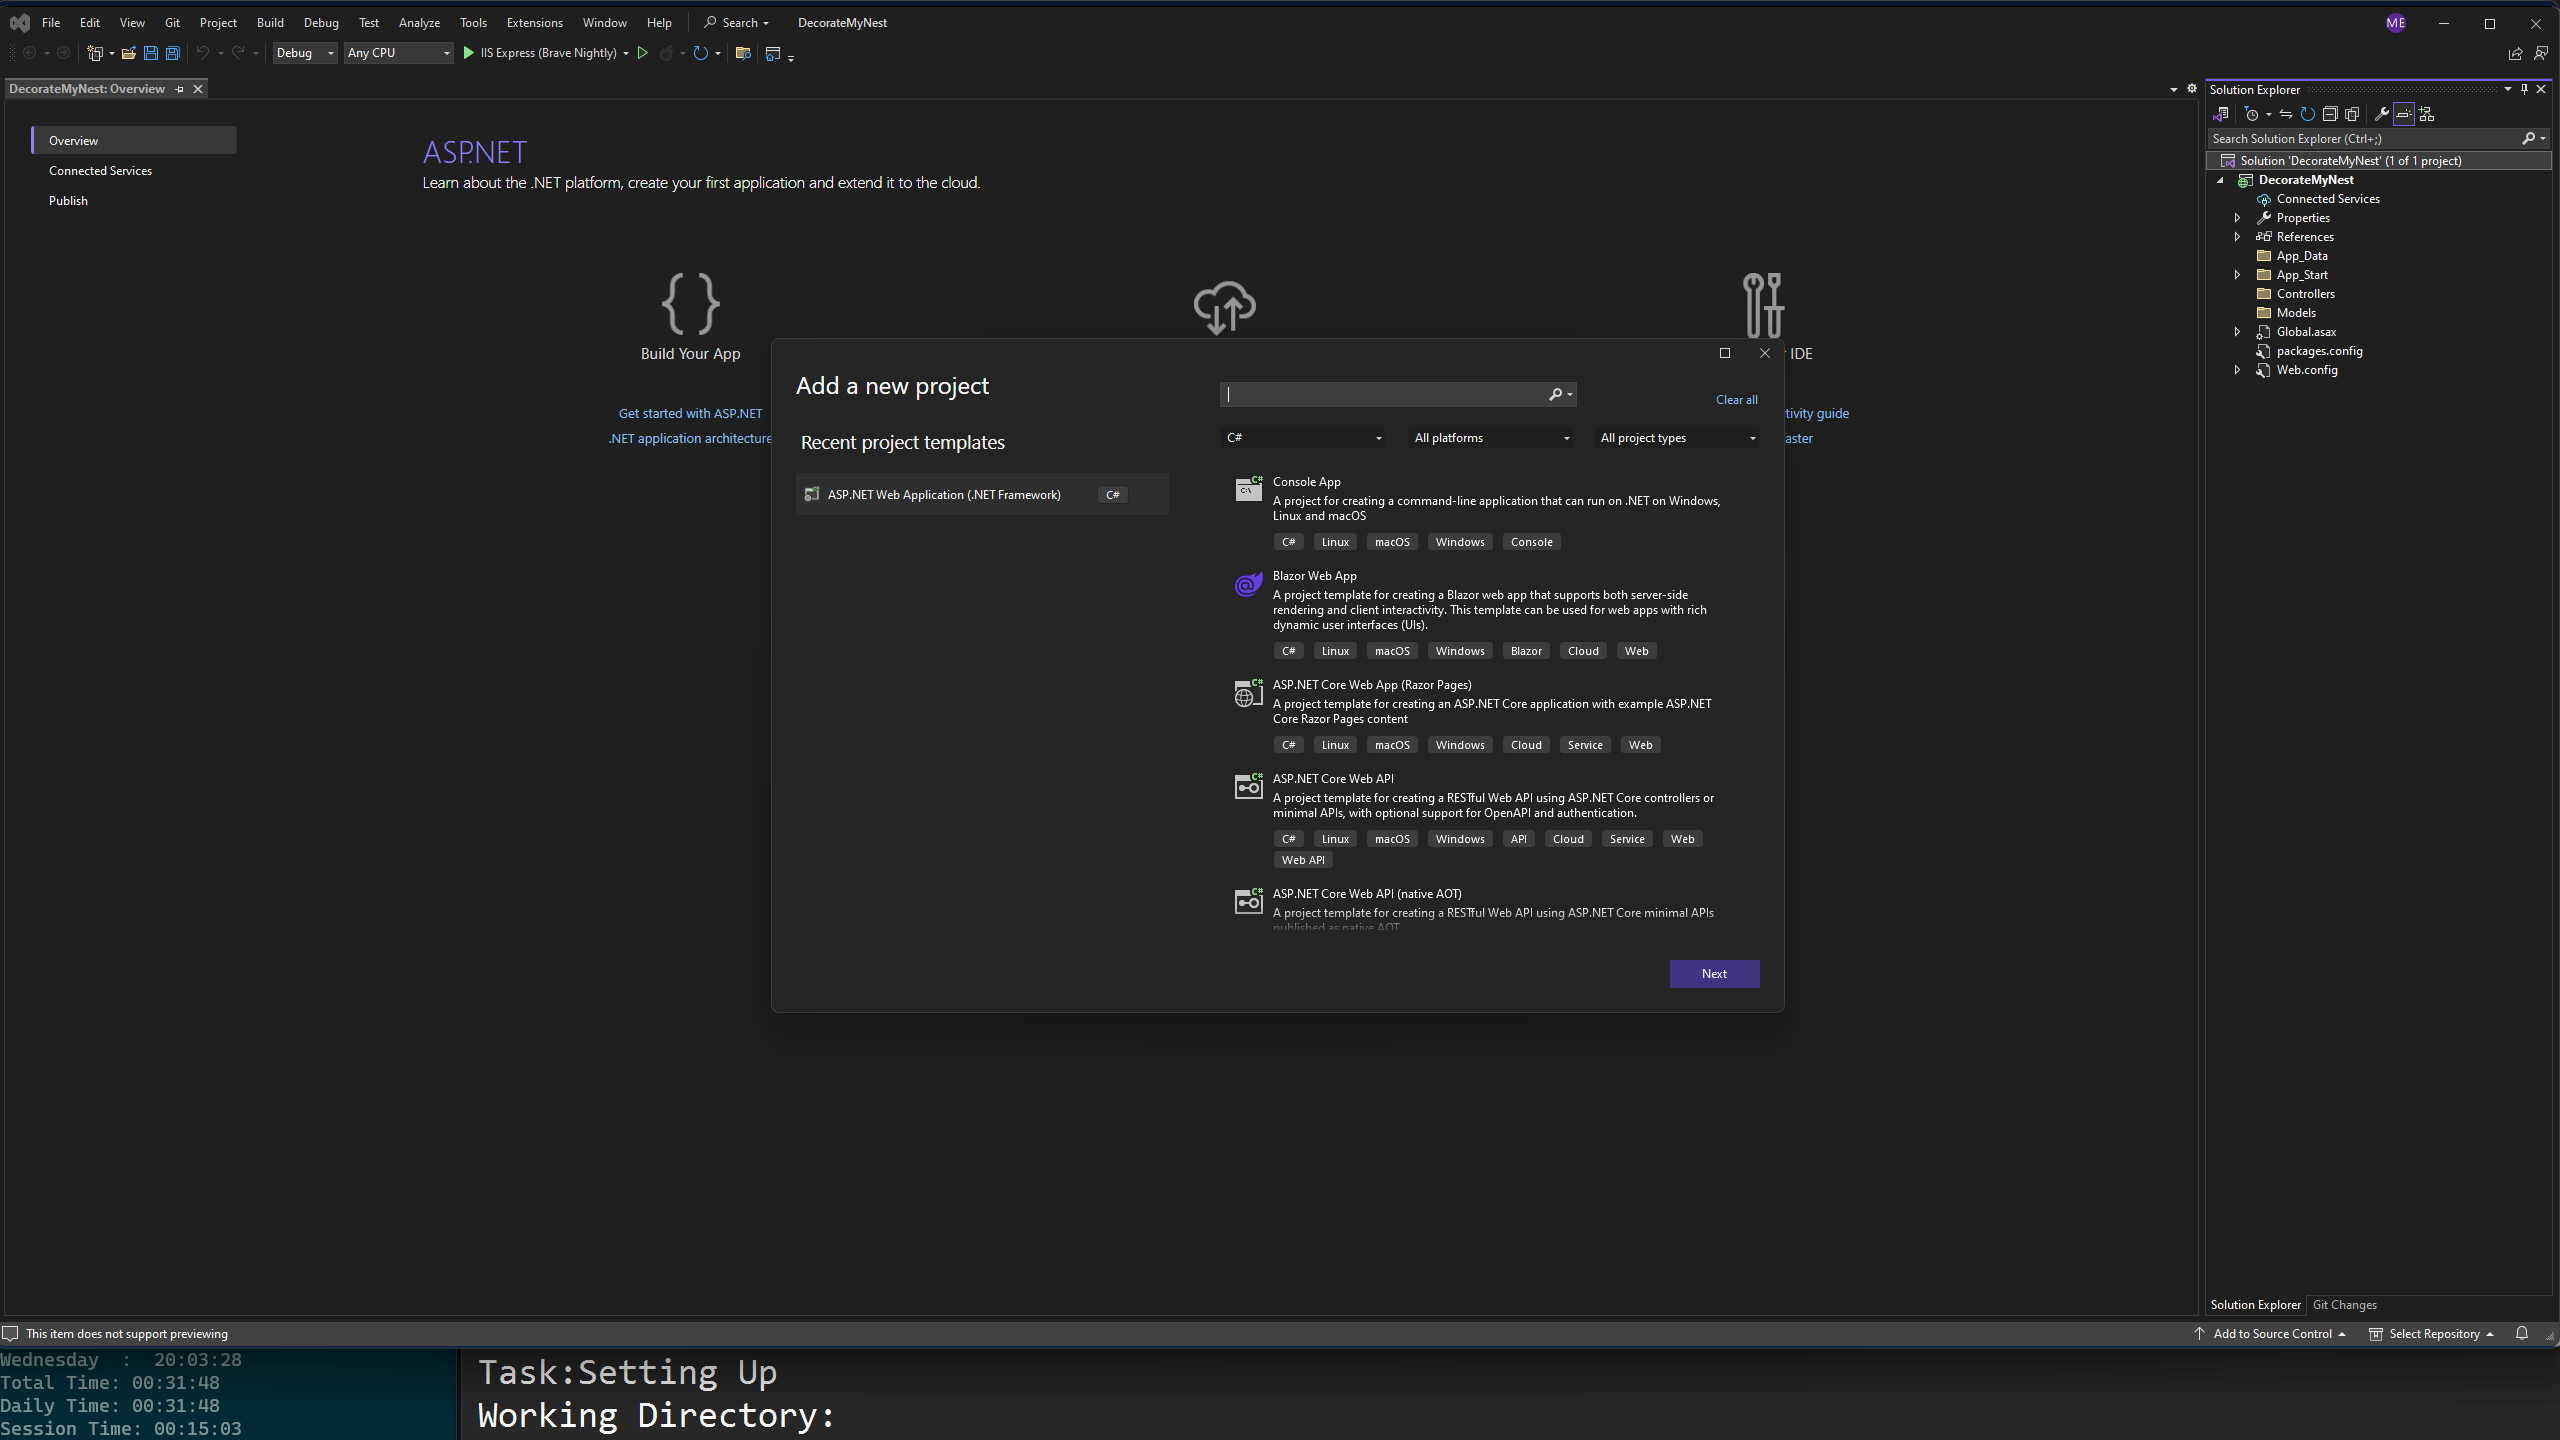 File Edit View Git Project Build Debug Test Analyze Tools Extensions Window Help Search DecorateMyNest ME
Debug Any CPU IIS Express (Brave Nightly)
DecorateMyNest: Overview
Overview
Connected Services
Publish
ASP.NET
Learn about the .NET platform, create your first application and extend it to the cloud.
Build Your App
IDE
Get started with ASP.NET
.NET application architecture
tivity guide
aster
Add a new project
Clear all
Recent project templates
C# All platforms All project types
ASP.NET Web Application (.NET Framework) C#
Console App
A project for creating a command-line application that can run on .NET on Windows,
Linux and macOS
C# Linux macOS Windows Console
Blazor Web App
A project template for creating a Blazor web app that supports both server-side
rendering and client interactivity. This template can be used for web apps with rich
dynamic user interfaces (UIs).
C# Linux macOS Windows Blazor Cloud Web
ASP.NET Core Web App (Razor Pages)
A project template for creating an ASP.NET Core application with example ASP.NET
Core Razor Pages content
C# Linux macOS Windows Cloud Service Web
ASP.NET Core Web API
A project template for creating a RESTful Web API using ASP.NET Core controllers or
minimal APIs, with optional support for OpenAPI and authentication.
C# Linux macOS Windows API Cloud Service Web
Web API
ASP.NET Core Web API (native AOT)
A project template for creating a RESTful Web API using ASP.NET Core minimal APIs
published as native AOT
Next
Solution Explorer
Search Solution Explorer (Ctrl+;)
Solution 'DecorateMyNest' (1 of 1 project)
DecorateMyNest
Connected Services
Properties
References
App_Data
App_Start
Controllers
Models
Global.asax
packages.config
Web.config
Solution Explorer Git Changes
This item does not support previewing
Add to Source Control Select Repository
Wednesday : 20:03:28
Total Time: 00:31:48
Daily Time: 00:31:48
Session Time: 00:15:03
Task:Setting Up
Working Directory: